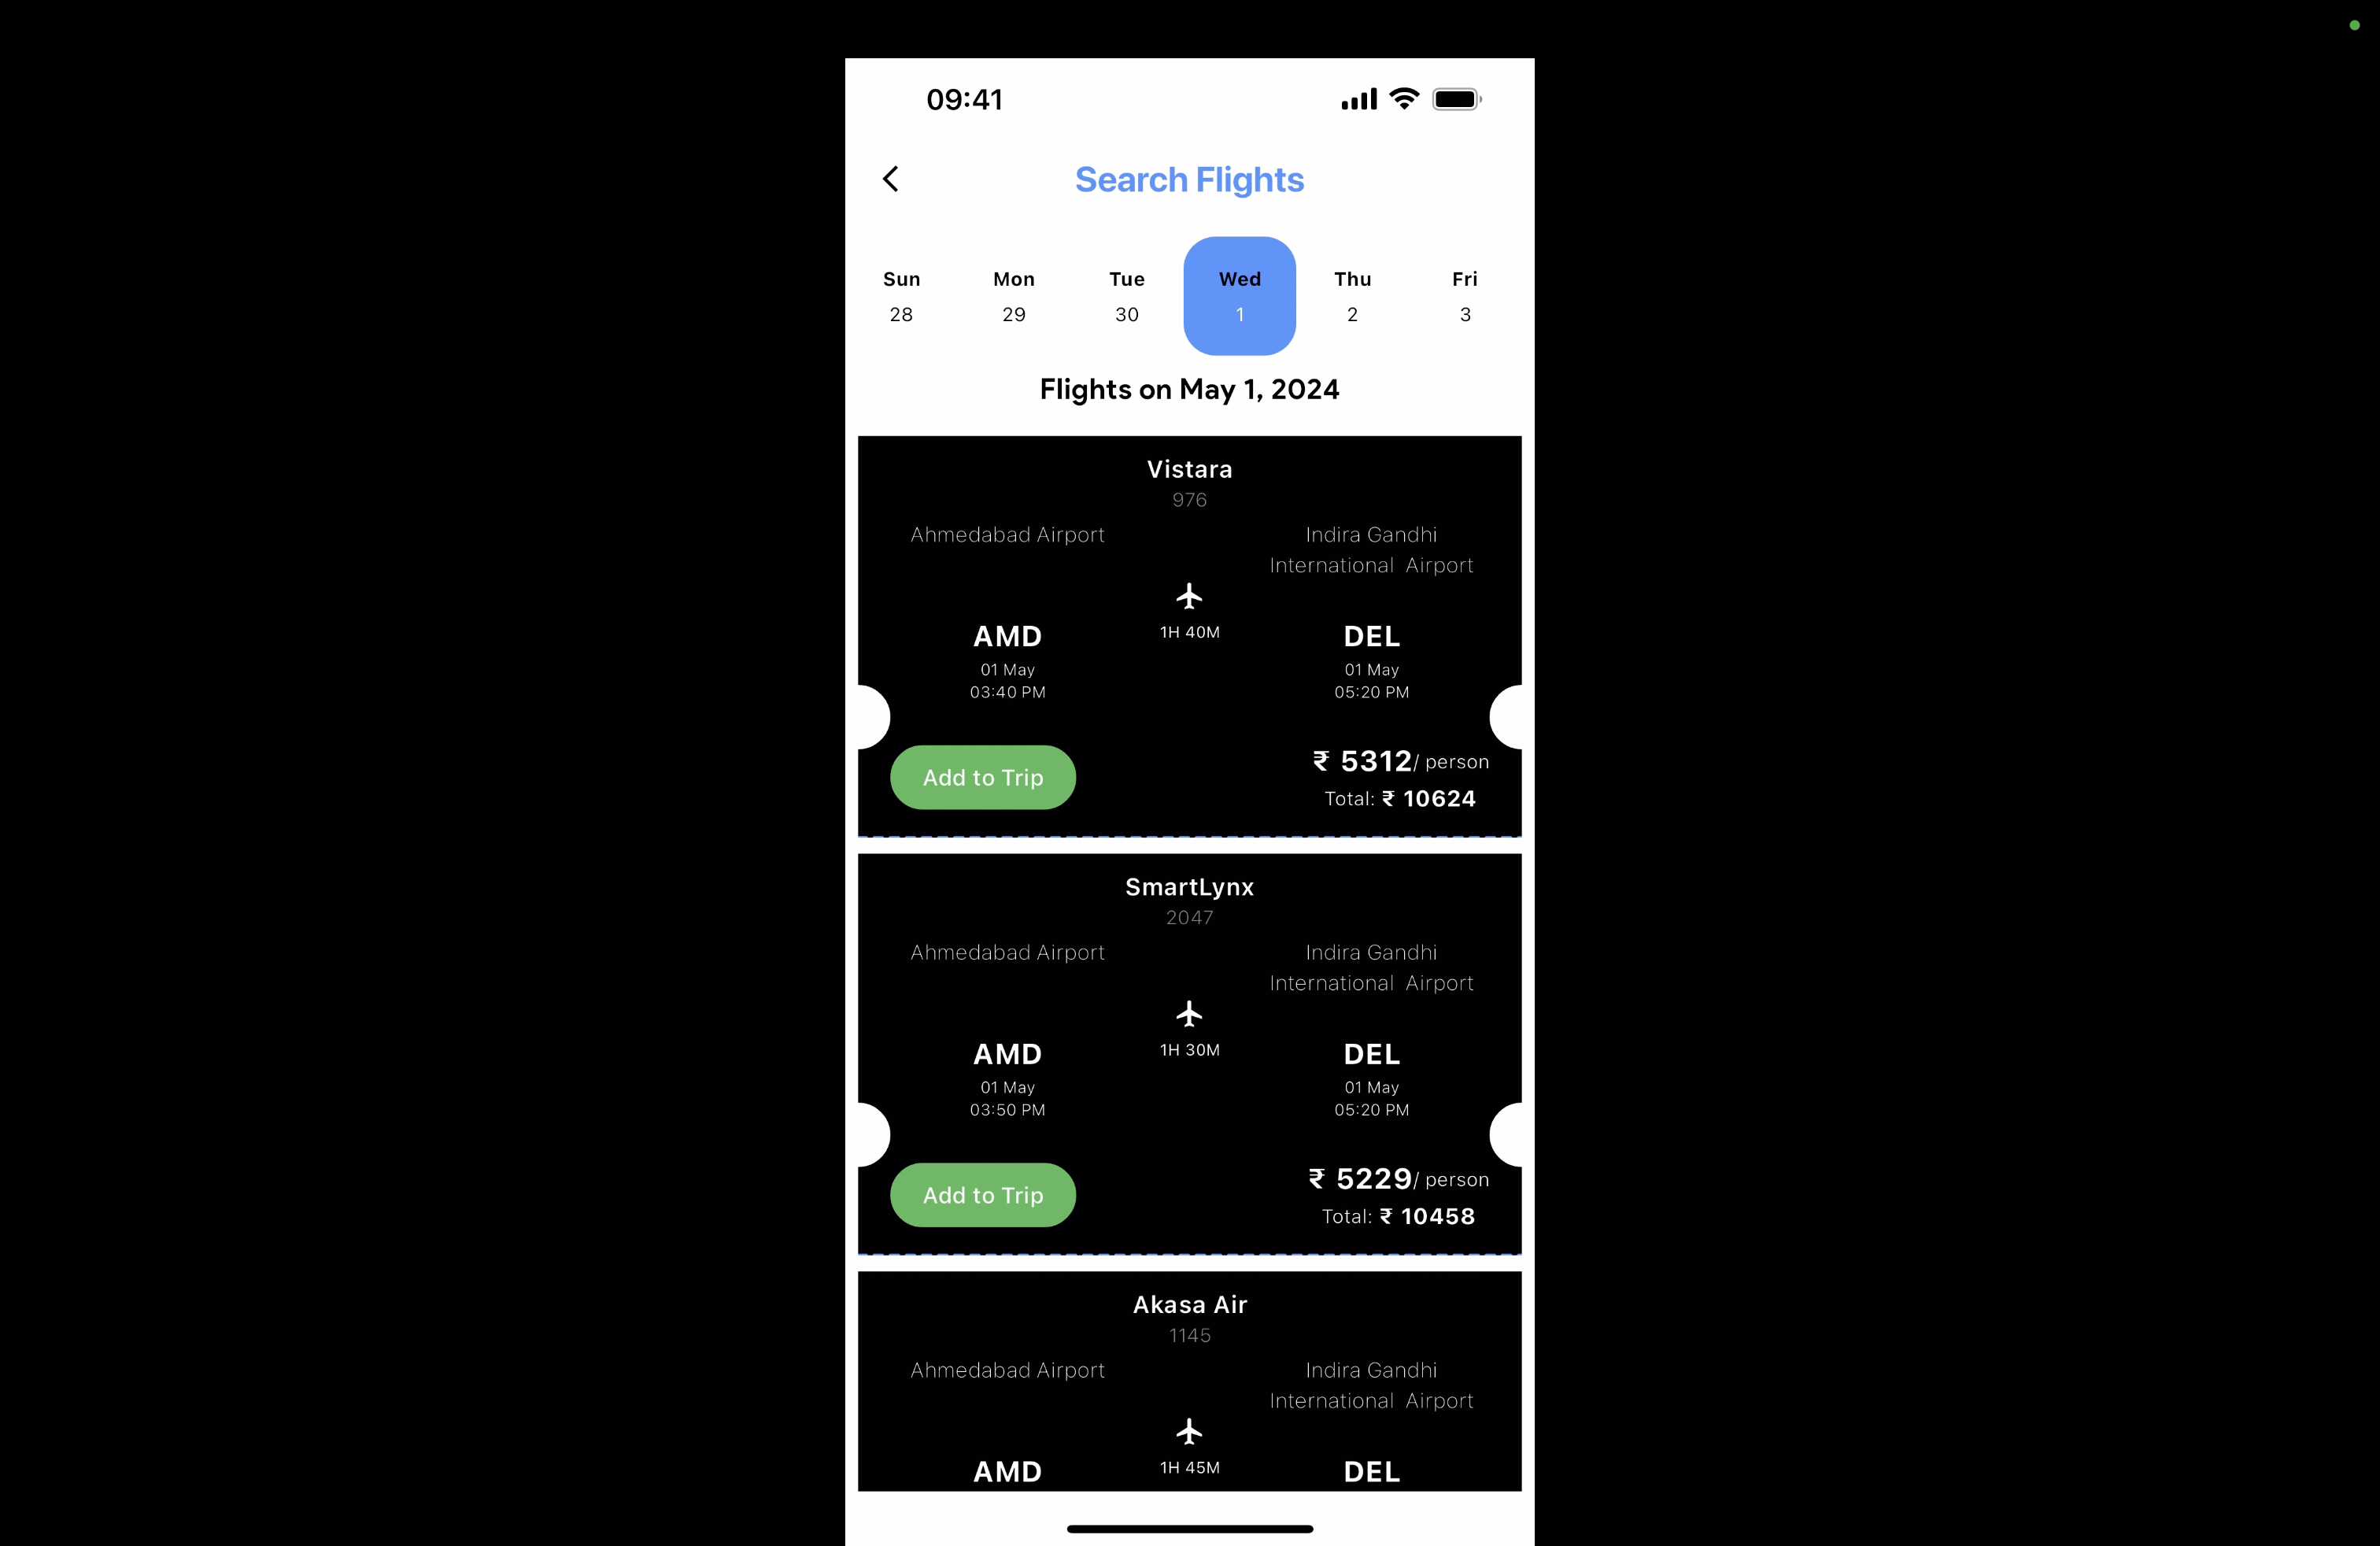 09:41
Search Flights
Sun Mon Tue Wed Thu Fri
28 29 30 1 2 3
Flights on May 1, 2024
Vistara
976
Ahmedabad Airport
Indira Gandhi
International Airport
1H 40M
AMD
01 May
03:40 PM
DEL
01 May
05:20 PM
Add to Trip
₹ 5312/ person
Total: ₹ 10624
SmartLynx
2047
Ahmedabad Airport
Indira Gandhi
International Airport
1H 30M
AMD
01 May
03:50 PM
DEL
01 May
05:20 PM
Add to Trip
₹ 5229/ person
Total: ₹ 10458
Akasa Air
1145
Ahmedabad Airport
Indira Gandhi
International Airport
1H 45M
AMD
DEL